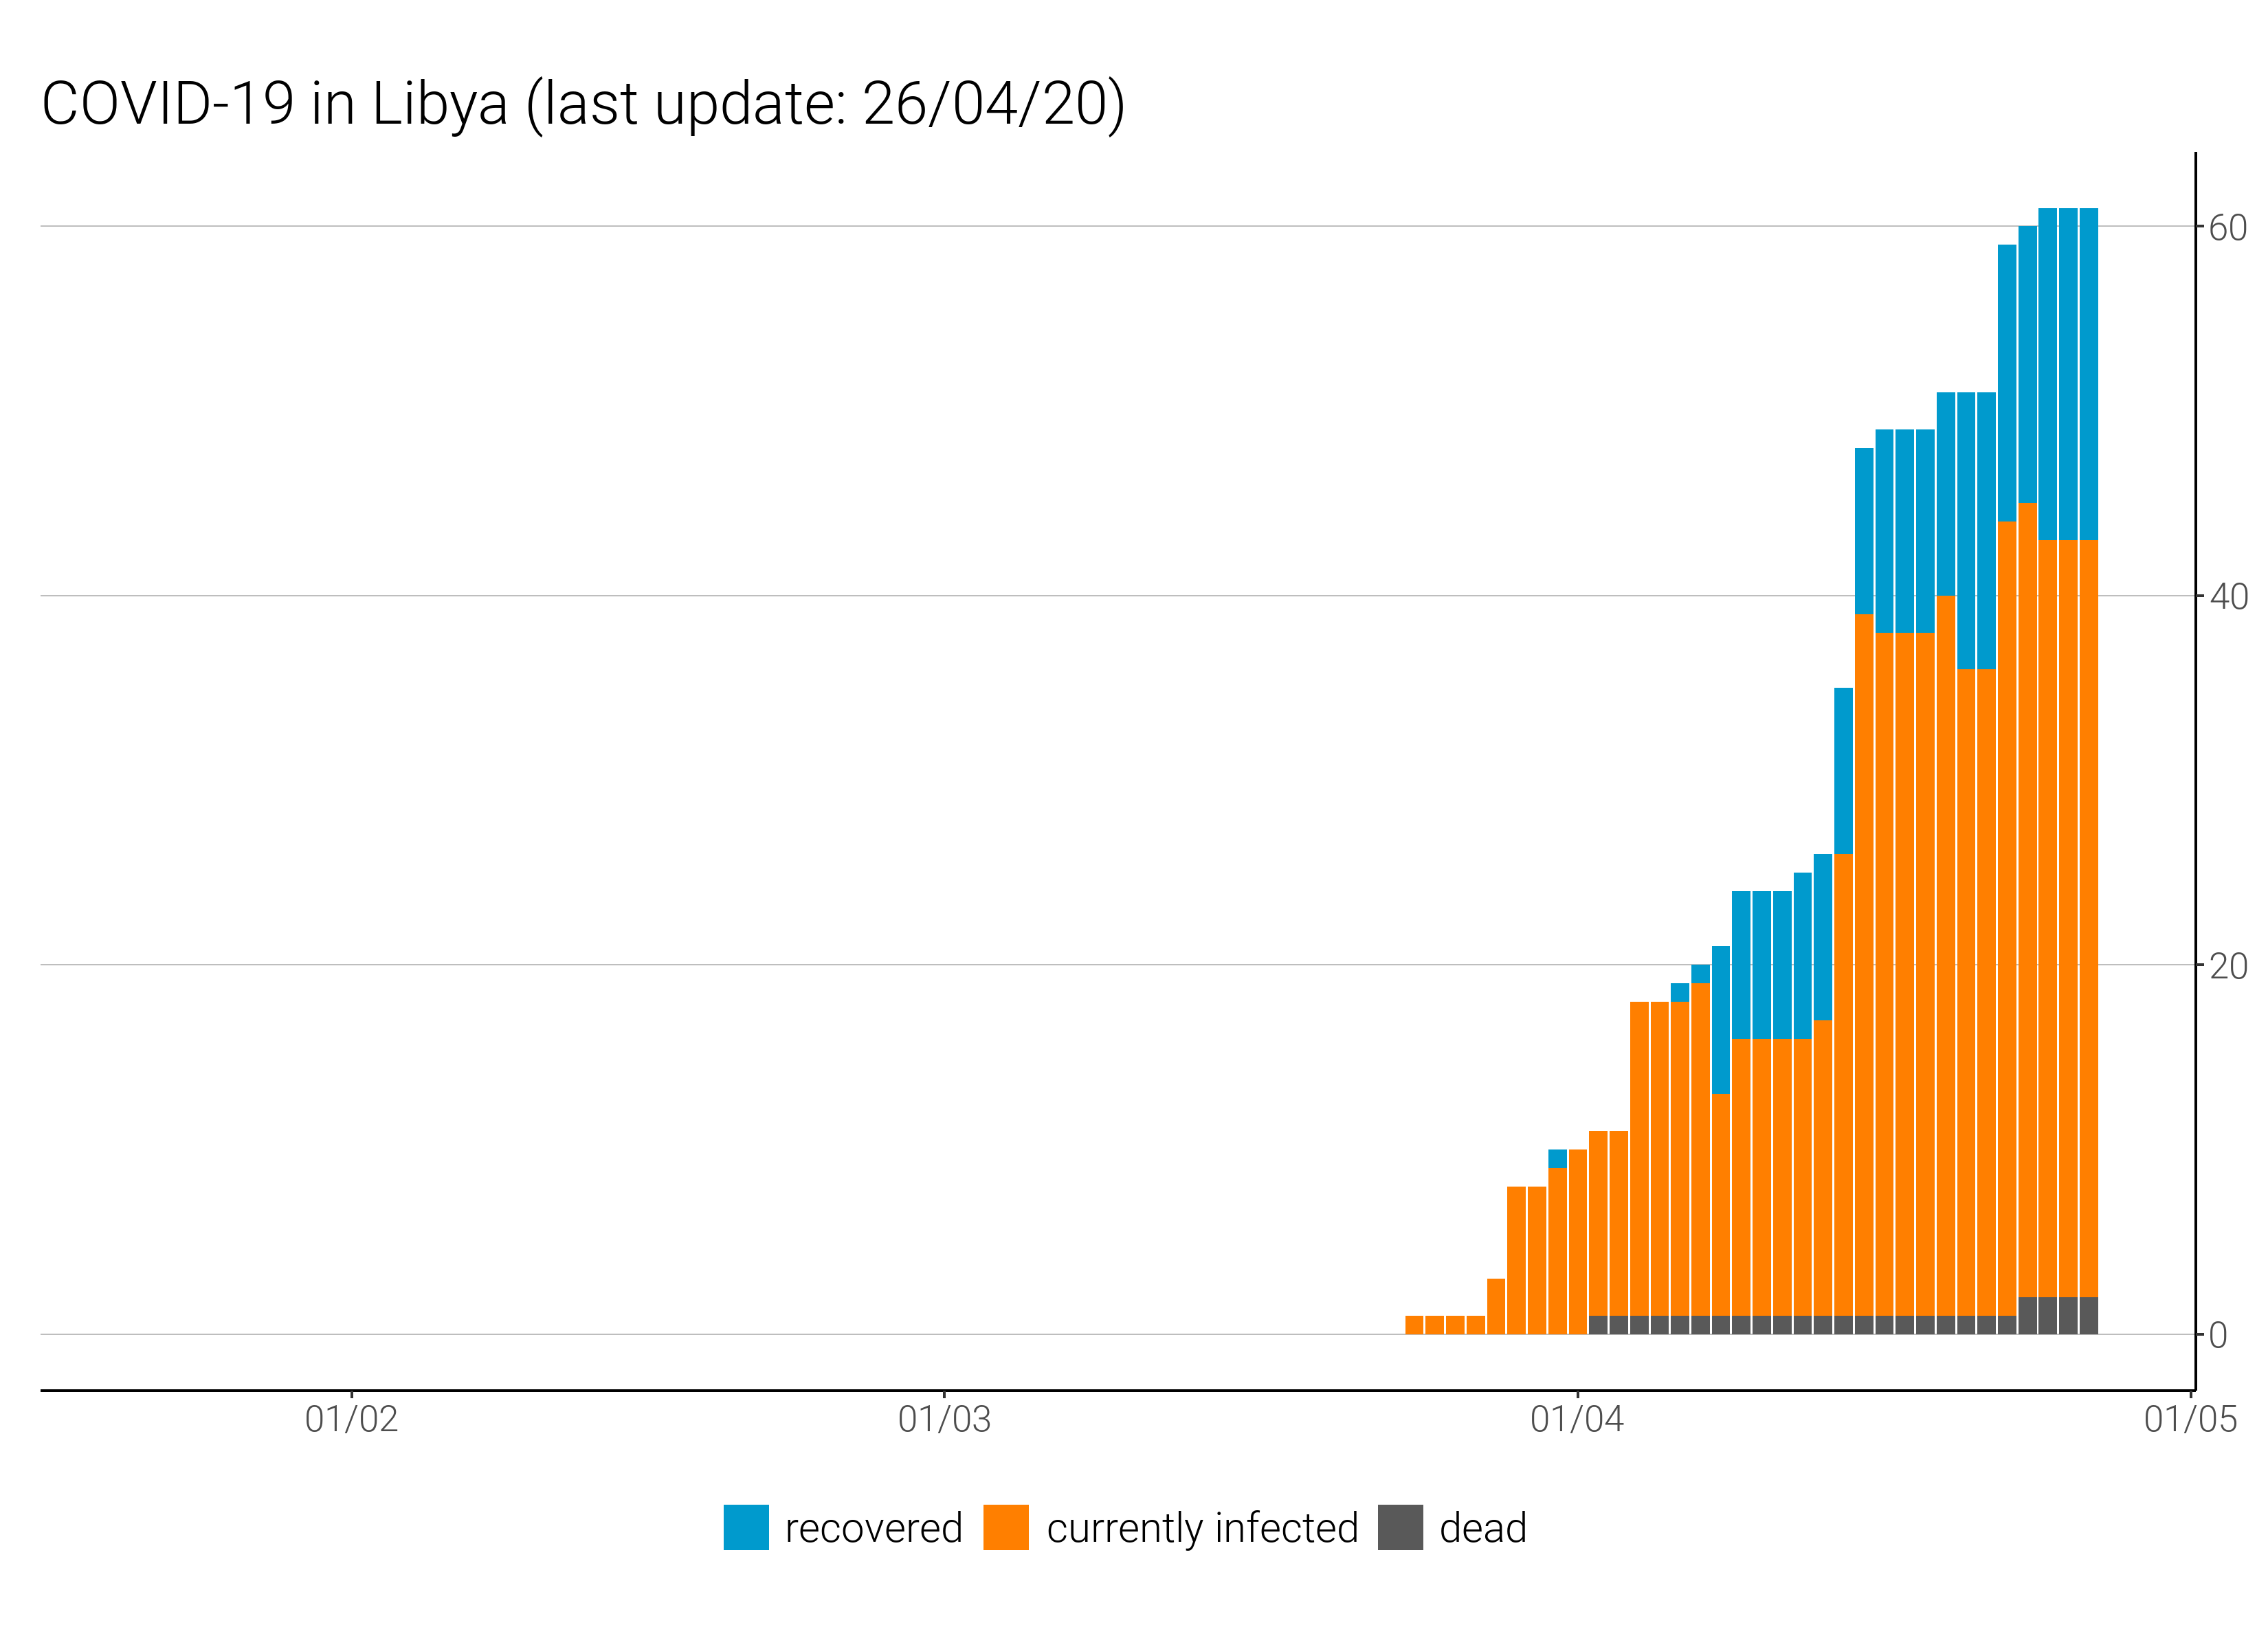 COVID-19 in Libya (last update: 26/04/20)
60
40
20
0
01/02 01/03 01/04 01/05
recovered currently infected dead